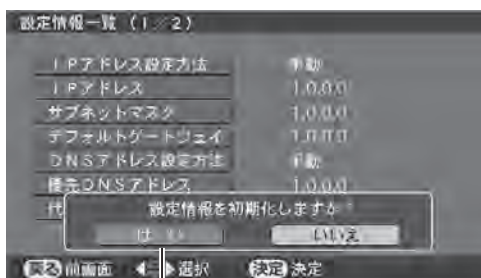 設定情報一覧 (1/2)
IPアドレス設定方法 手動
IPアドレス 1.0.0.0
サブネットマスク 1.0.0.0
デフォルトゲートウェイ 1.0.0.0
DNSアドレス設定方法 手動
優先DNSアドレス 1.0.0.0
代
設定情報を初期化しますか?
はい いいえ
戻る 前画面 選択 決定 決定